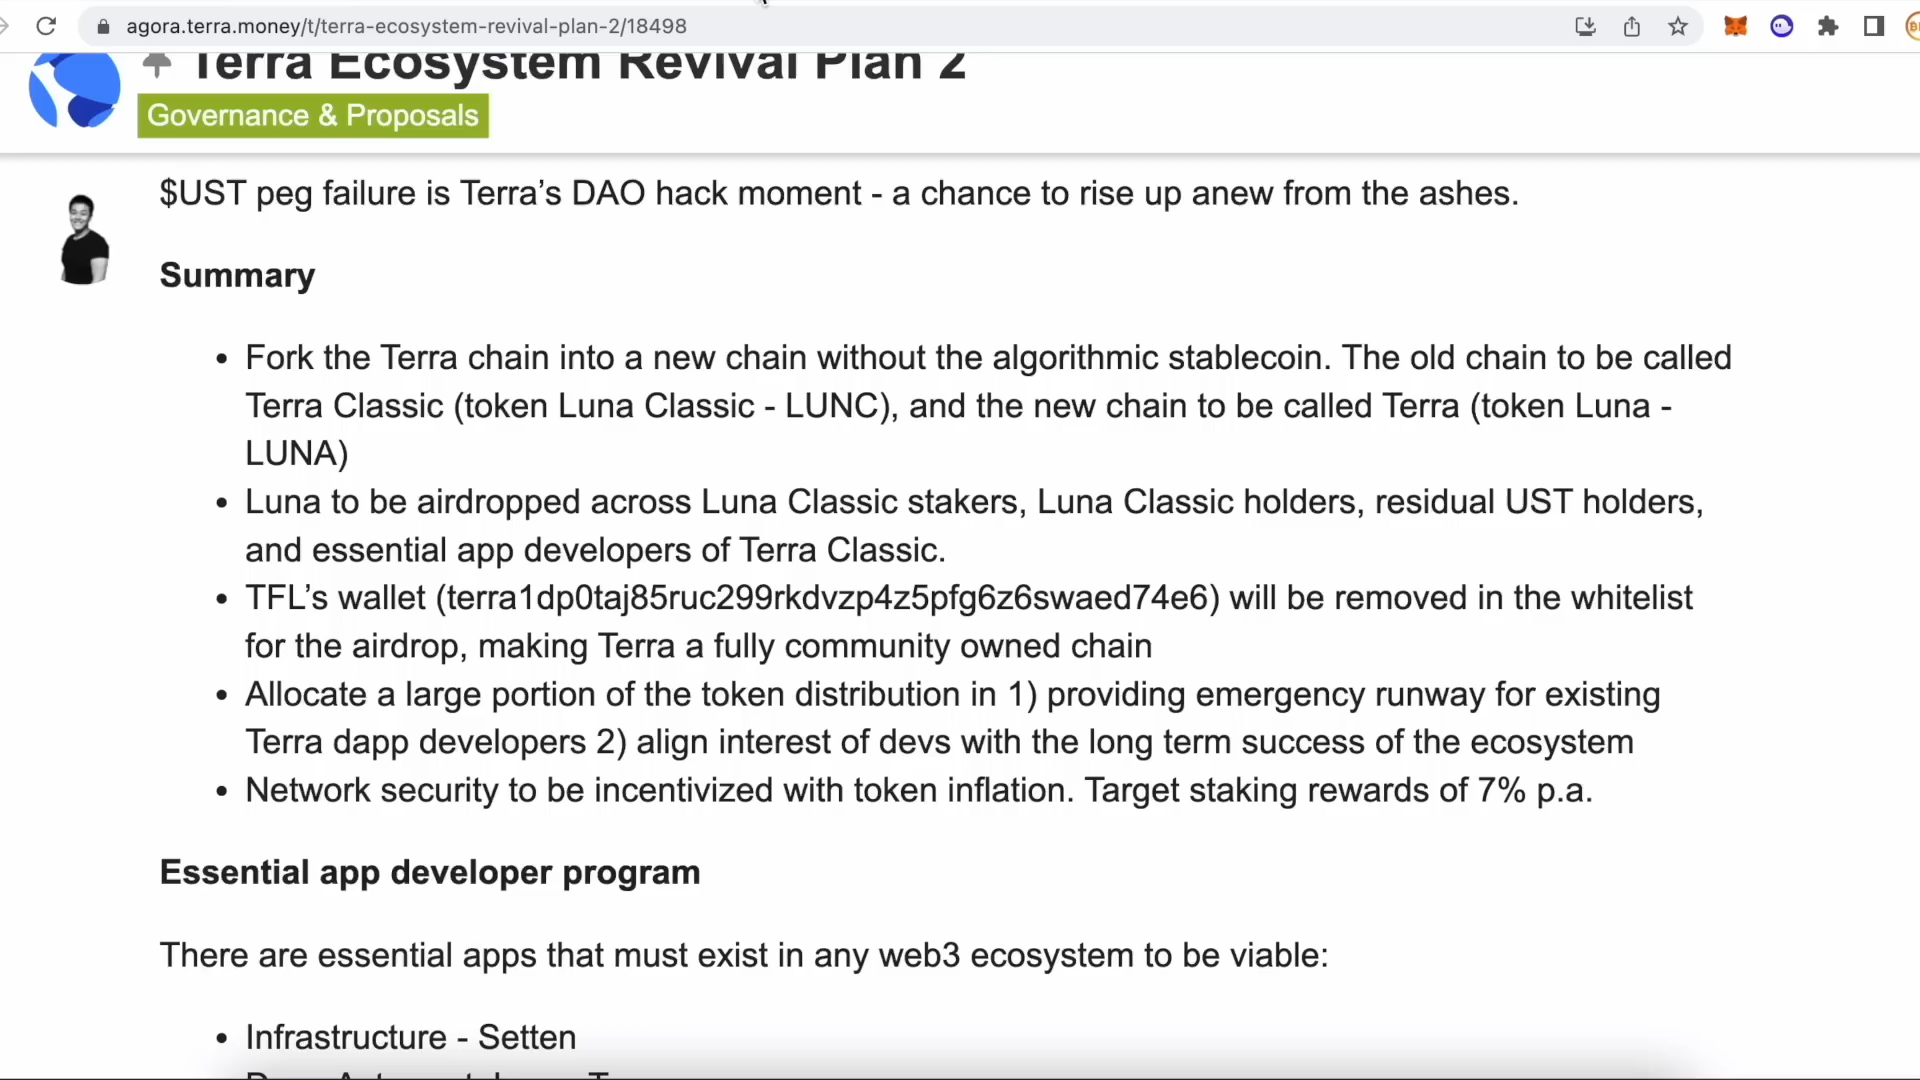 agora.terra.money/t/terra-ecosystem-revival-plan-2/18498
Terra Ecosystem Revival Plan 2
Governance & Proposals
$UST peg failure is Terra’s DAO hack moment - a chance to rise up anew from the ashes.
Summary
• Fork the Terra chain into a new chain without the algorithmic stablecoin. The old chain to be called
Terra Classic (token Luna Classic - LUNC), and the new chain to be called Terra (token Luna -
LUNA)
• Luna to be airdropped across Luna Classic stakers, Luna Classic holders, residual UST holders,
and essential app developers of Terra Classic.
• TFL’s wallet (terra1dp0taj85ruc299rkdvzp4z5pfg6z6swaed74e6) will be removed in the whitelist
for the airdrop, making Terra a fully community owned chain
• Allocate a large portion of the token distribution in 1) providing emergency runway for existing
Terra dapp developers 2) align interest of devs with the long term success of the ecosystem
• Network security to be incentivized with token inflation. Target staking rewards of 7% p.a.
Essential app developer program
There are essential apps that must exist in any web3 ecosystem to be viable:
• Infrastructure - Setten